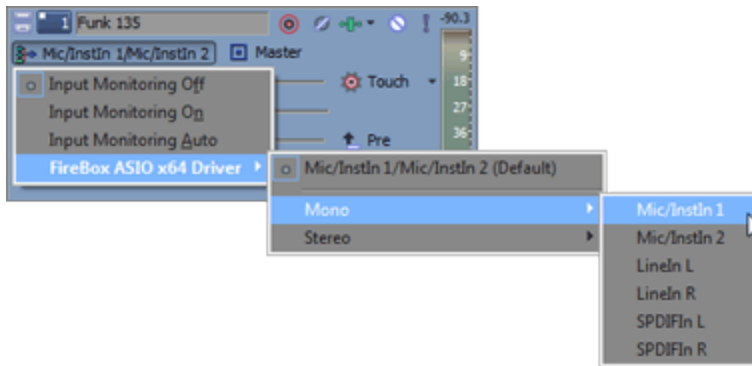 1 Funk 135 -90.3
Mic/InstIn 1/Mic/InstIn 2 Master 9
Input Monitoring Off Touch 18
Input Monitoring On 27
Input Monitoring Auto Pre 36
FireBox ASIO x64 Driver Mic/InstIn 1/Mic/InstIn 2 (Default)
Mono Mic/InstIn 1
Stereo Mic/InstIn 2
LineIn L
LineIn R
SPDIFIn L
SPDIFIn R